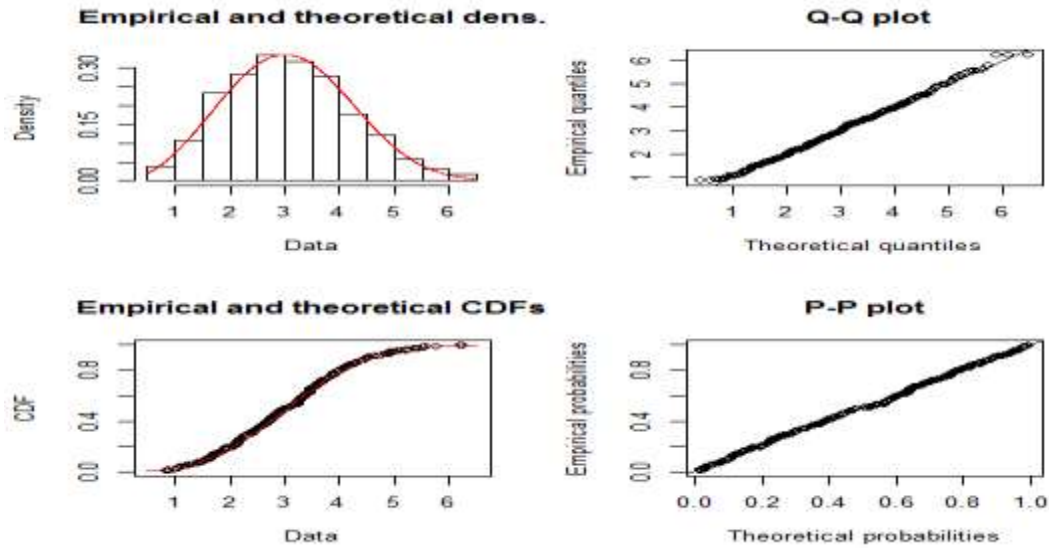 Empirical and theoretical dens.
Density
0.00 0.15 0.30
1 2 3 4 5 6
Data
Q-Q plot
Empirical quantiles
1 2 3 4 5 6
1 2 3 4 5 6
Theoretical quantiles
Empirical and theoretical CDFs
CDF
0.0 0.4 0.8
1 2 3 4 5 6
Data
P-P plot
Empirical probabilities
0.0 0.4 0.8
0.0 0.2 0.4 0.6 0.8 1.0
Theoretical probabilities